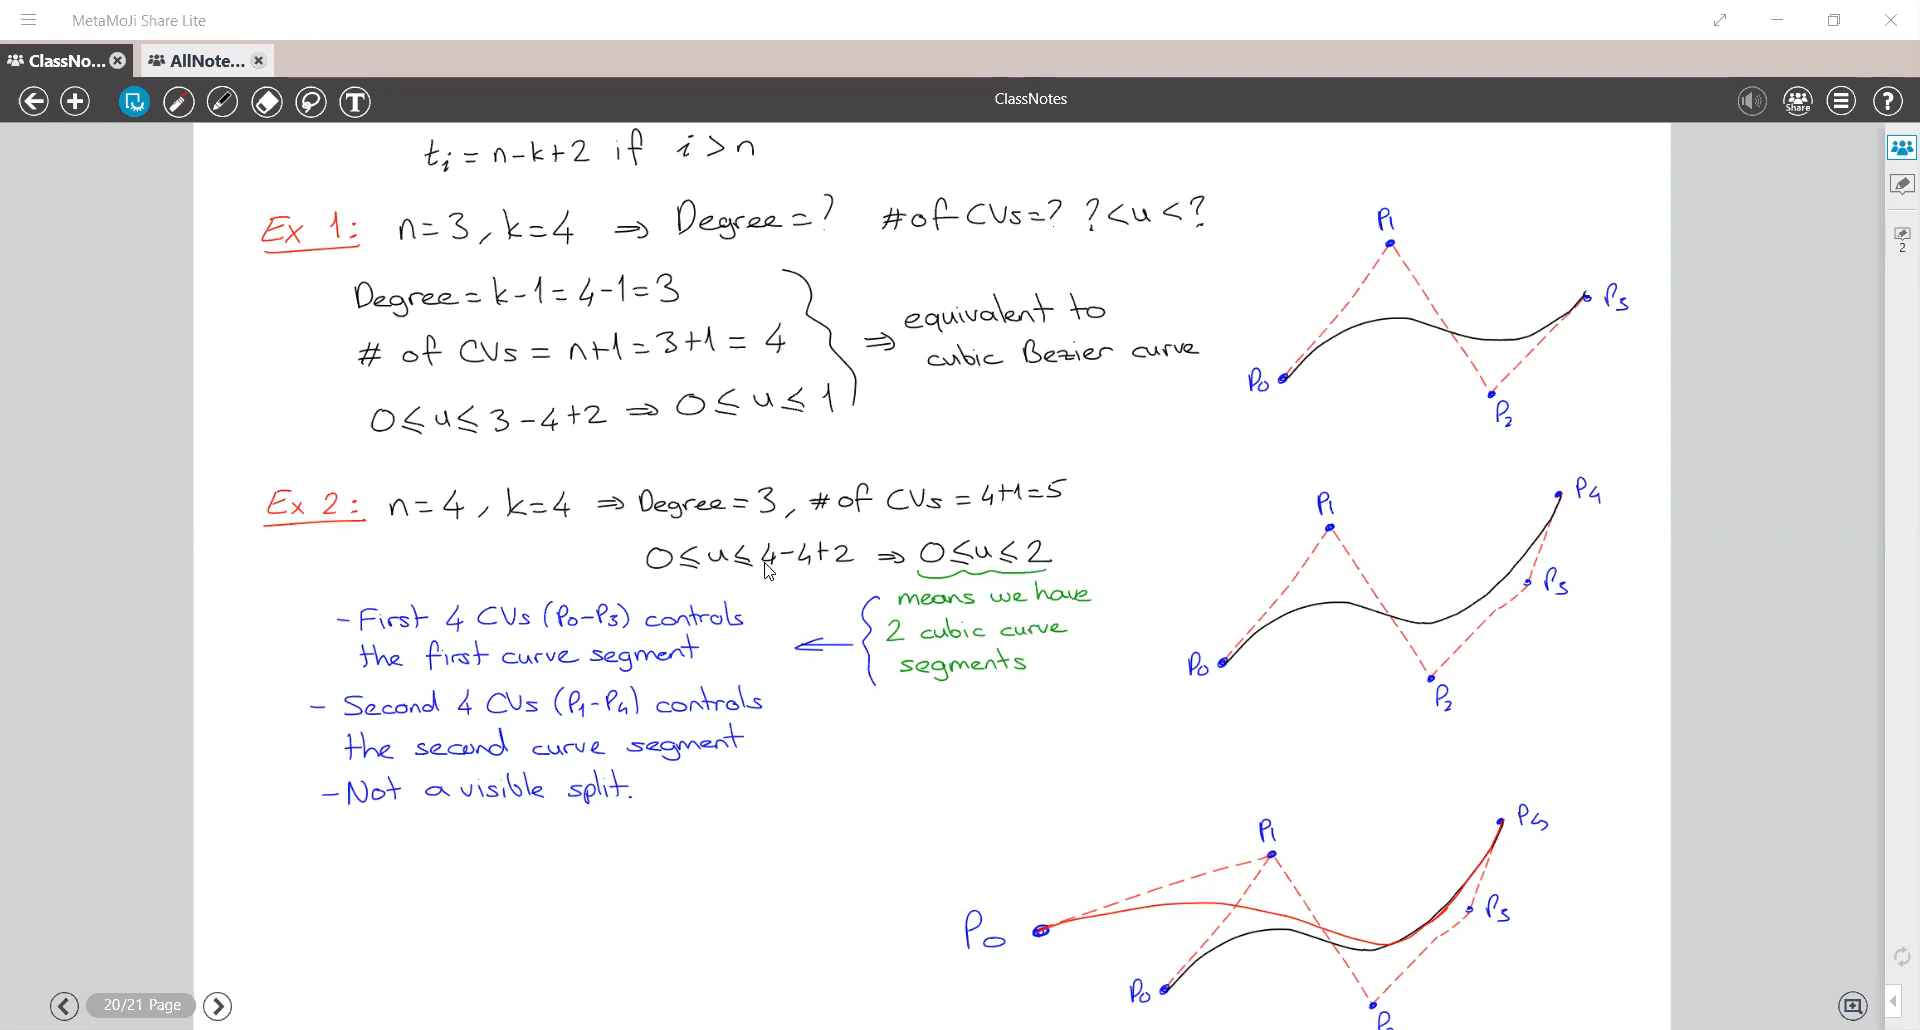 MetaMoJi Share Lite
ClassNo... AllNote...
ClassNotes
Share
2
tᵢ = n-k+2 if i > n
Ex 1: n=3, k=4 ⇒ Degree=? # of CVs=? ?<u<?
Degree = k-1 = 4-1 = 3
# of CVs = n+1 = 3+1 = 4
0 ≤ u ≤ 3-4+2 ⇒ 0 ≤ u ≤ 1
⇒ equivalent to
cubic Bezier curve
P₁
P₃
P₀
P₂
Ex 2: n=4, k=4 ⇒ Degree=3, # of CVs = 4+1=5
0 ≤ u ≤ 4-4+2 ⇒ 0 ≤ u ≤ 2
means we have
2 cubic curve
segments
- First 4 CVs (P₀-P₃) controls
the first curve segment
- Second 4 CVs (P₁-P₄) controls
the second curve segment
- Not a visible split.
P₁
P₄
P₃
P₀
P₂
P₁
P₄
P₃
P₀
P₀
20/21 Page